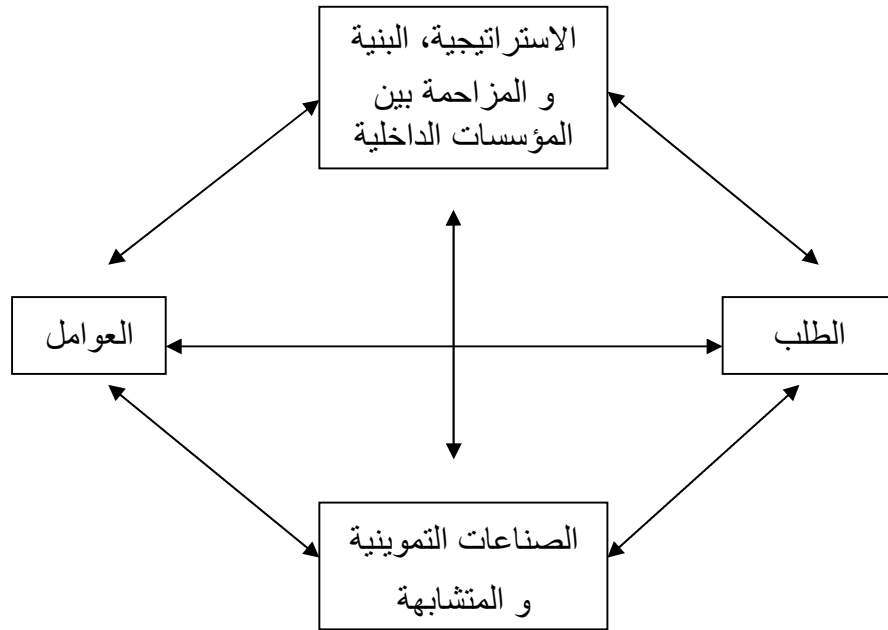 الاستراتيجية، البنية
و المزاحمة بين
المؤسسات الداخلية
الطلب
العوامل
الصناعات التموينية
و المتشابهة